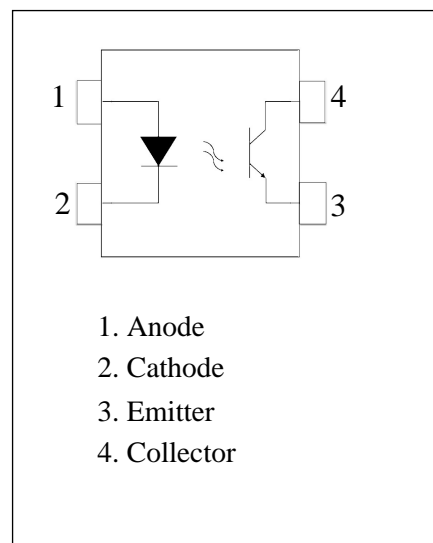 1
4
2
3
1. Anode
2. Cathode
3. Emitter
4. Collector